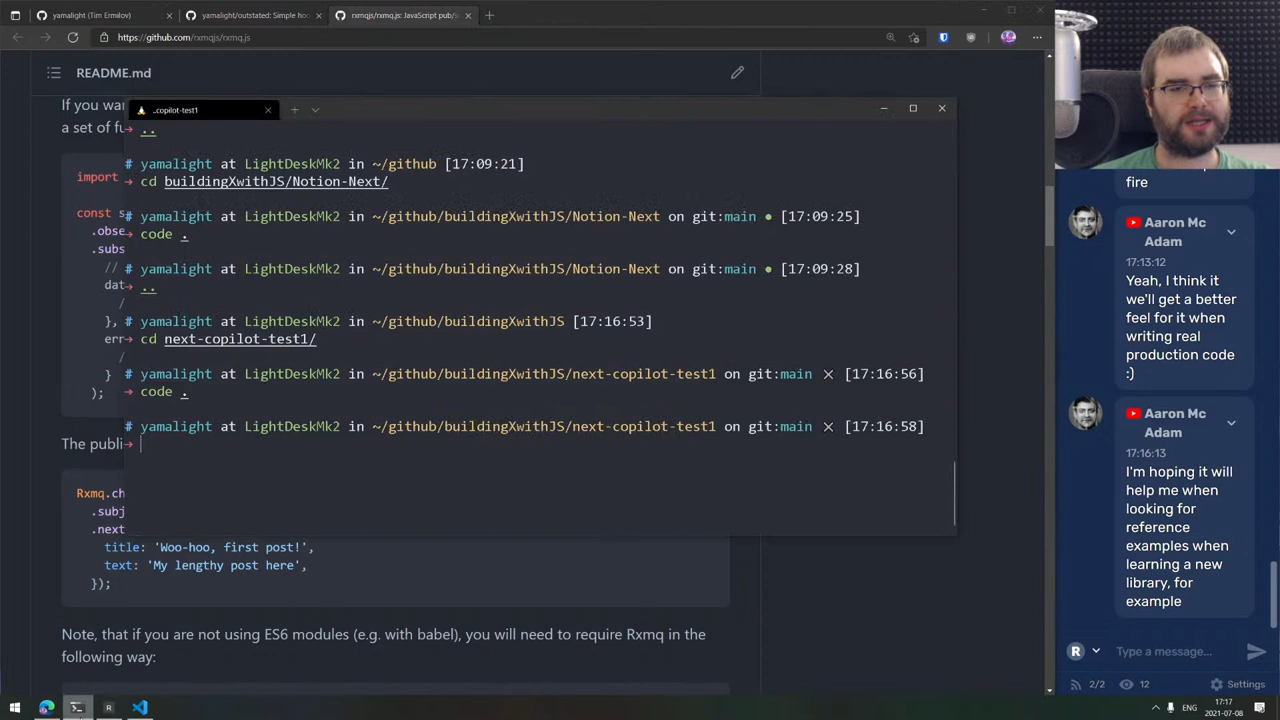 yamalight (Tim Ermilov)
yamalight/outstated: Simple hoo
rxmqjs/rxmq.js: JavaScript pub/s
https://github.com/rxmqjs/rxmq.js
README.md
If you wan
a set of fu
import
const s
.obse
.subs
//
dat
/
},
err
/
}
);
The publi
Rxmq.ch
.subj
.next
title: 'Woo-hoo, first post!',
text: 'My lengthy post here',
});
Note, that if you are not using ES6 modules (e.g. with babel), you will need to require Rxmq in the
following way:
..copilot-test1
→ ..
# yamalight at LightDeskMk2 in ~/github [17:09:21]
→ cd buildingXwithJS/Notion-Next/
# yamalight at LightDeskMk2 in ~/github/buildingXwithJS/Notion-Next on git:main ● [17:09:25]
→ code .
# yamalight at LightDeskMk2 in ~/github/buildingXwithJS/Notion-Next on git:main ● [17:09:28]
→ ..
# yamalight at LightDeskMk2 in ~/github/buildingXwithJS [17:16:53]
→ cd next-copilot-test1/
# yamalight at LightDeskMk2 in ~/github/buildingXwithJS/next-copilot-test1 on git:main ✕ [17:16:56]
→ code .
# yamalight at LightDeskMk2 in ~/github/buildingXwithJS/next-copilot-test1 on git:main ✕ [17:16:58]
→
fire
Aaron Mc
Adam
17:13:12
Yeah, I think it
we'll get a better
feel for it when
writing real
production code
:)
Aaron Mc
Adam
17:16:13
I'm hoping it will
help me when
looking for
reference
examples when
learning a new
library, for
example
R
Type a message...
2/2
12
Settings
R
ENG
17:17
2021-07-08